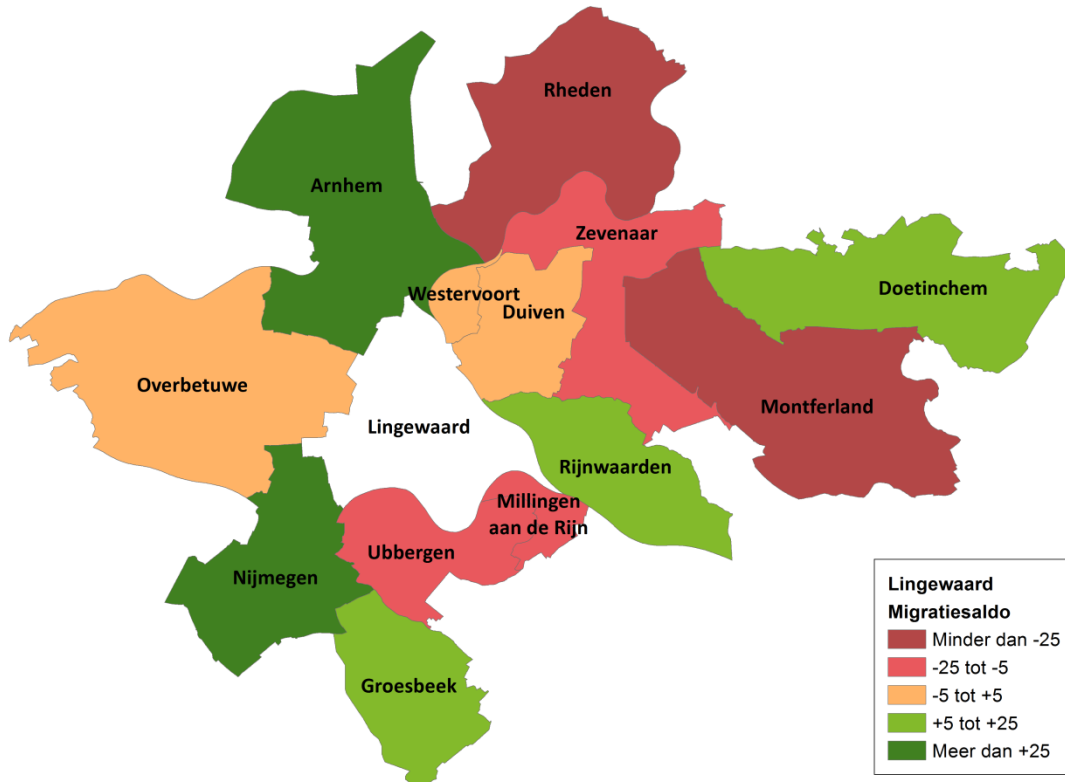 Rheden
Arnhem
Zevenaar
Doetinchem
Westervoort
Duiven
Overbetuwe
Montferland
Lingewaard
Rijnwaarden
Millingen
aan de Rijn
Ubbergen
Nijmegen
Groesbeek
Lingewaard
Migratiesaldo
Minder dan -25
-25 tot -5
-5 tot +5
+5 tot +25
Meer dan +25